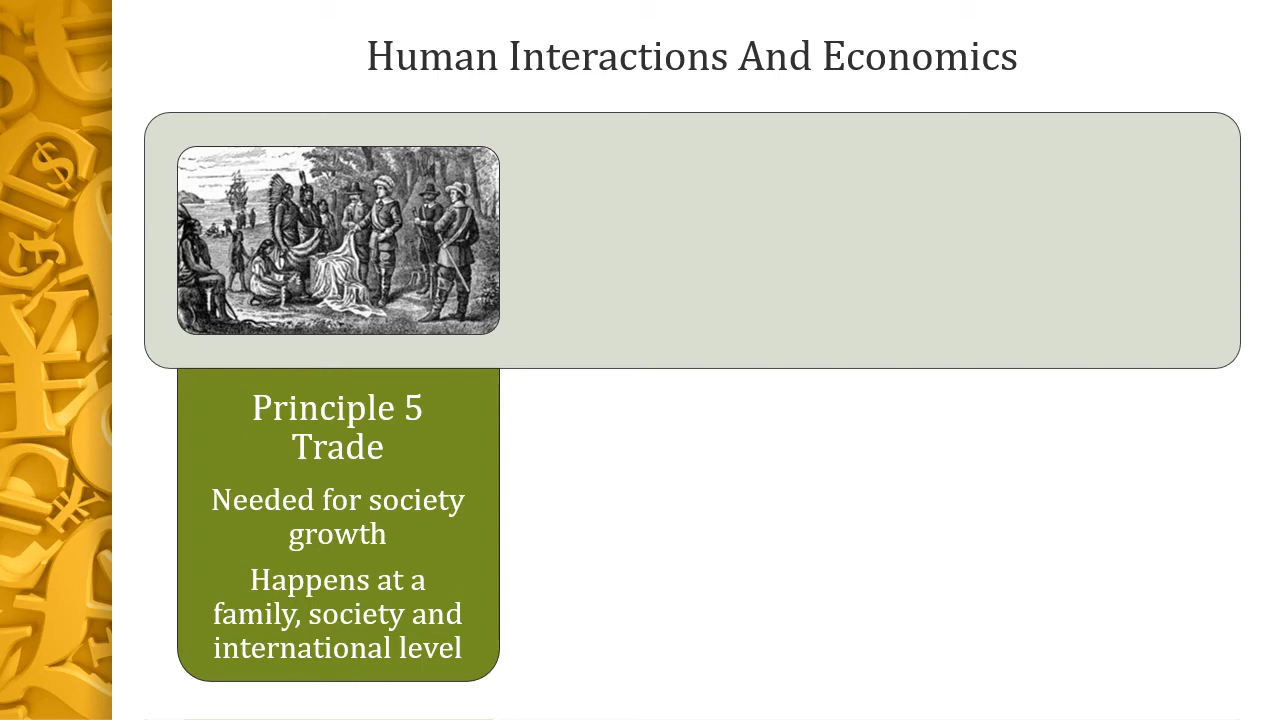 Human Interactions And Economics
Principle 5
Trade
Needed for society
growth
Happens at a
family, society and
international level